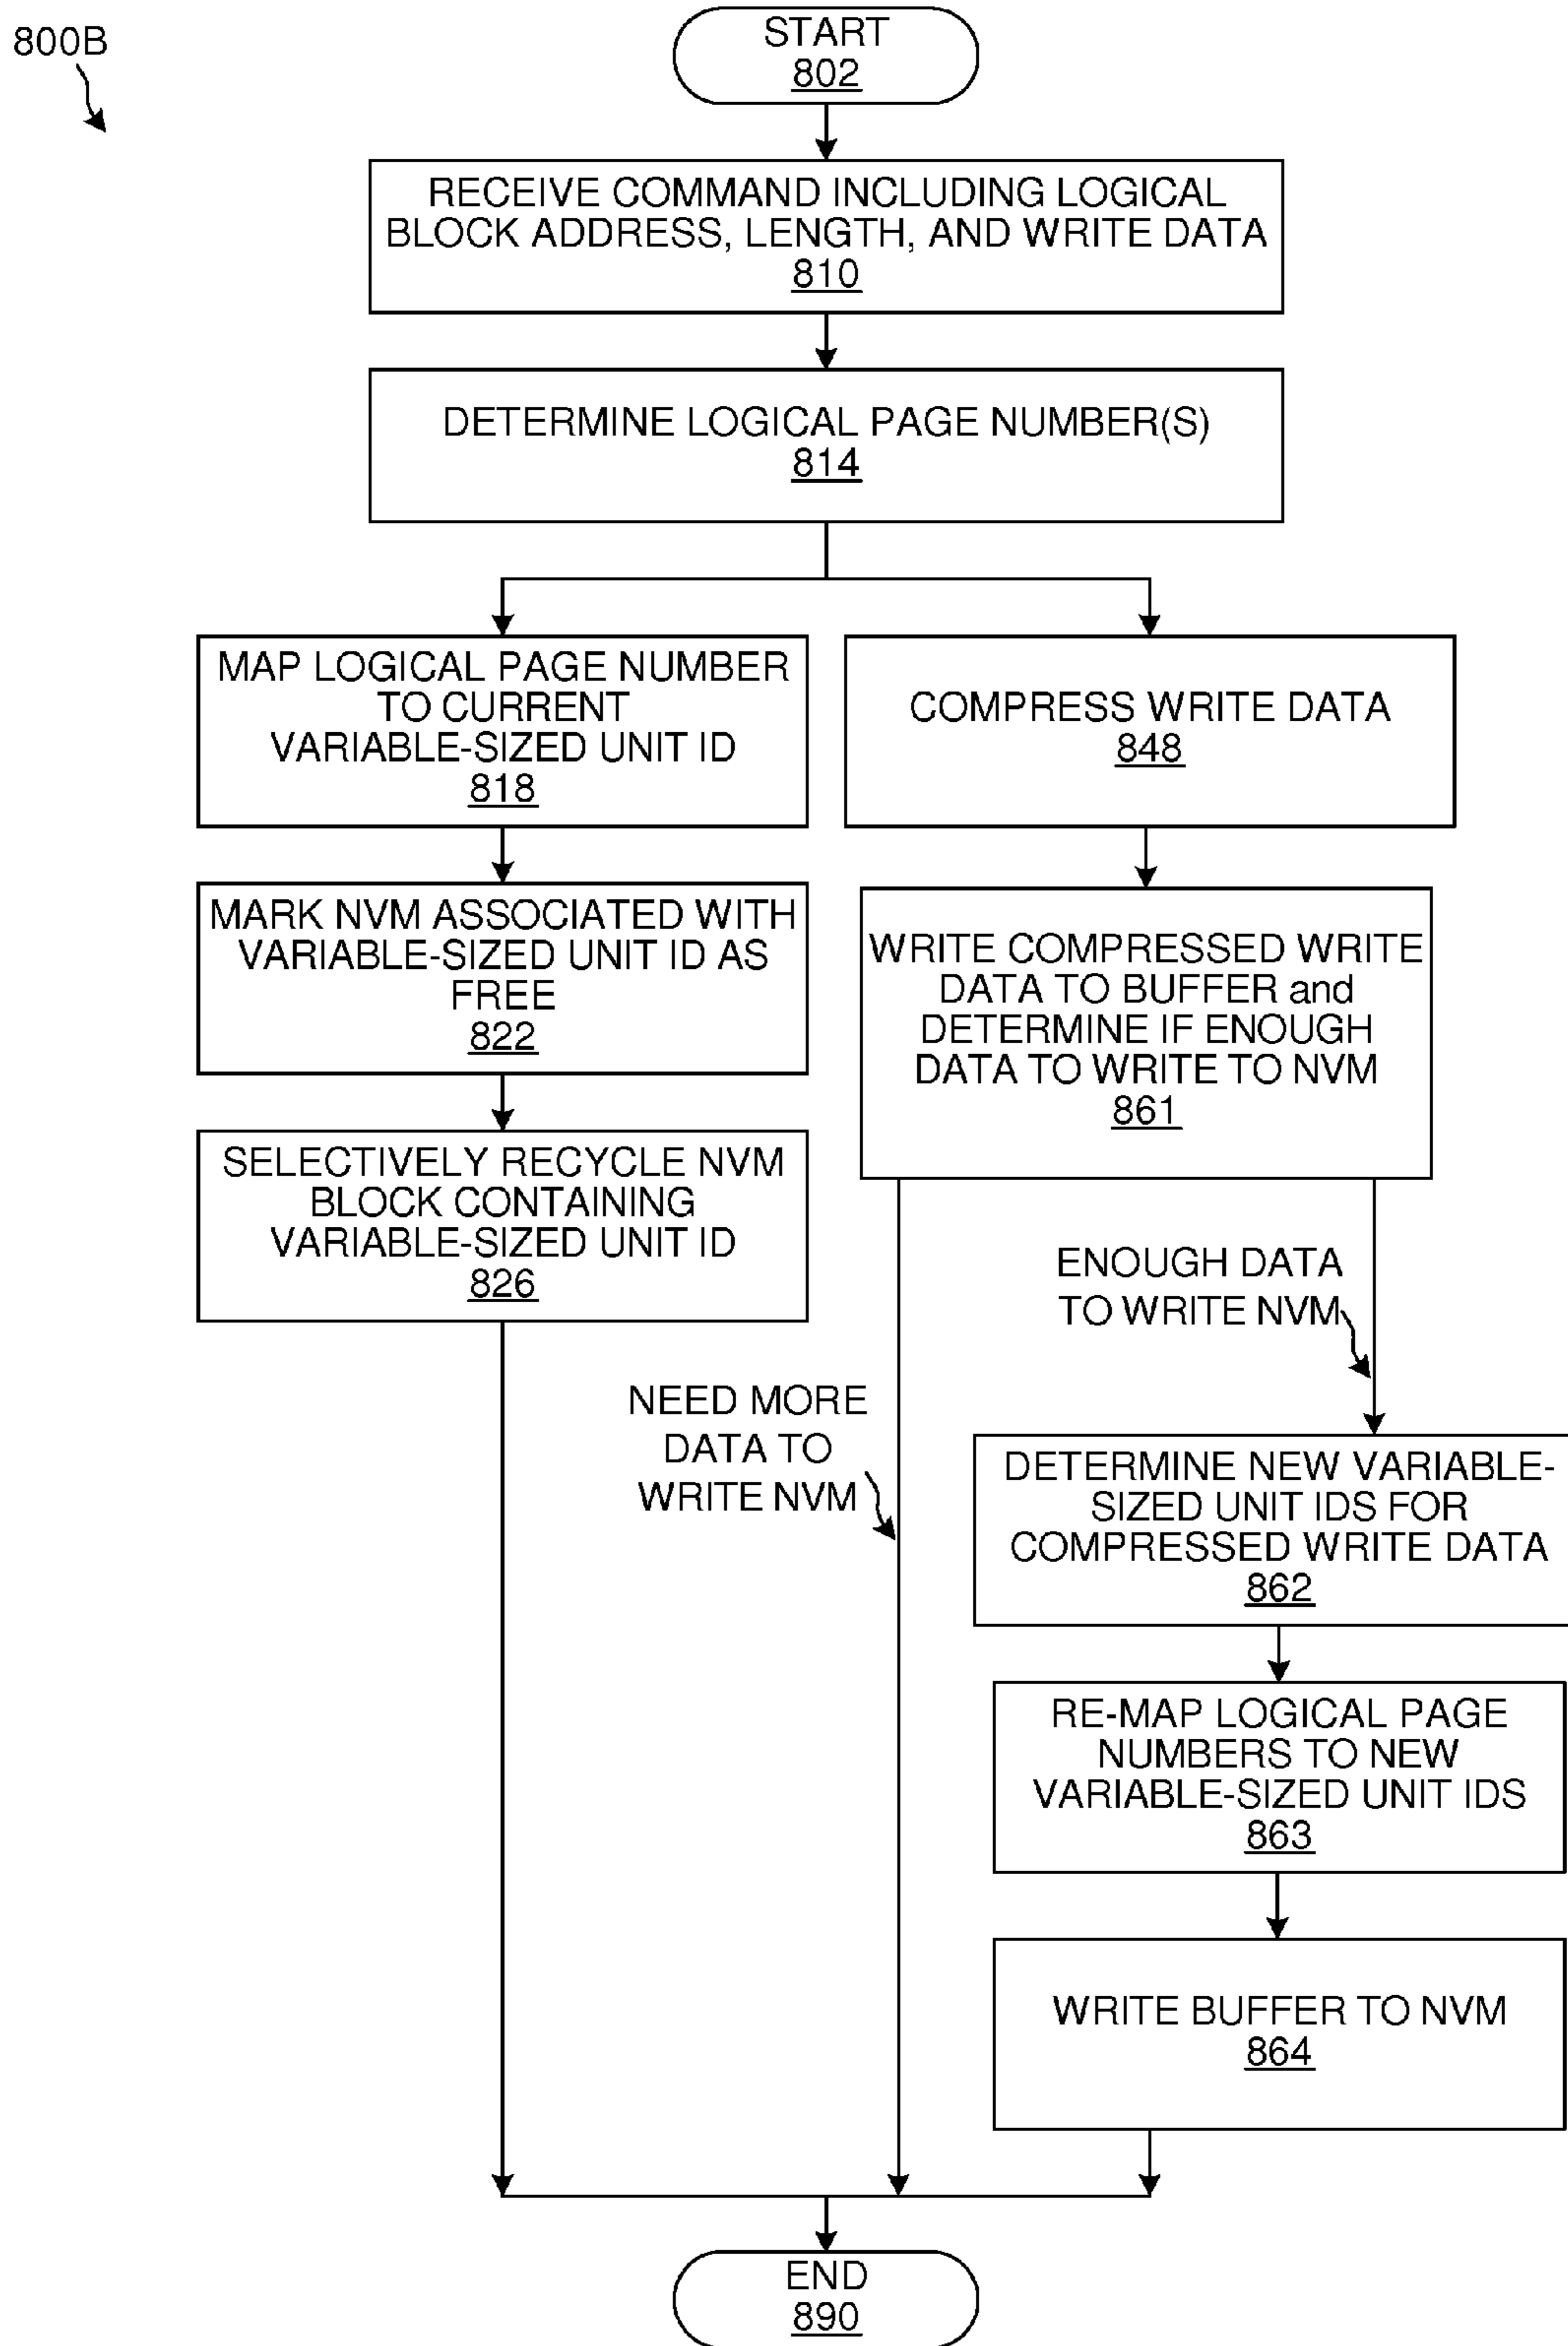 800B
START
802
RECEIVE COMMAND INCLUDING LOGICAL
BLOCK ADDRESS, LENGTH, AND WRITE DATA
810
DETERMINE LOGICAL PAGE NUMBER(S)
814
MAP LOGICAL PAGE NUMBER
TO CURRENT
VARIABLE-SIZED UNIT ID
818
COMPRESS WRITE DATA
848
MARK NVM ASSOCIATED WITH
VARIABLE-SIZED UNIT ID AS
FREE
822
WRITE COMPRESSED WRITE
DATA TO BUFFER and
DETERMINE IF ENOUGH
DATA TO WRITE TO NVM
861
SELECTIVELY RECYCLE NVM
BLOCK CONTAINING
VARIABLE-SIZED UNIT ID
826
ENOUGH DATA
TO WRITE NVM
NEED MORE
DATA TO
WRITE NVM
DETERMINE NEW VARIABLE-
SIZED UNIT IDS FOR
COMPRESSED WRITE DATA
862
RE-MAP LOGICAL PAGE
NUMBERS TO NEW
VARIABLE-SIZED UNIT IDS
863
WRITE BUFFER TO NVM
864
END
890